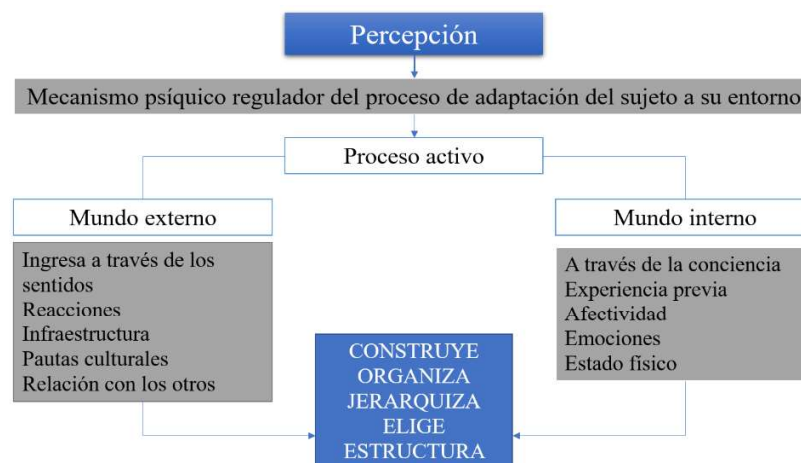 Percepción
Mecanismo psíquico regulador del proceso de adaptación del sujeto a su entorno
Proceso activo
Mundo externo
Ingresa a través de los
sentidos
Reacciones
Infraestructura
Pautas culturales
Relación con los otros
Mundo interno
A través de la conciencia
Experiencia previa
Afectividad
Emociones
Estado físico
CONSTRUYE
ORGANIZA
JERARQUIZA
ELIGE
ESTRUCTURA